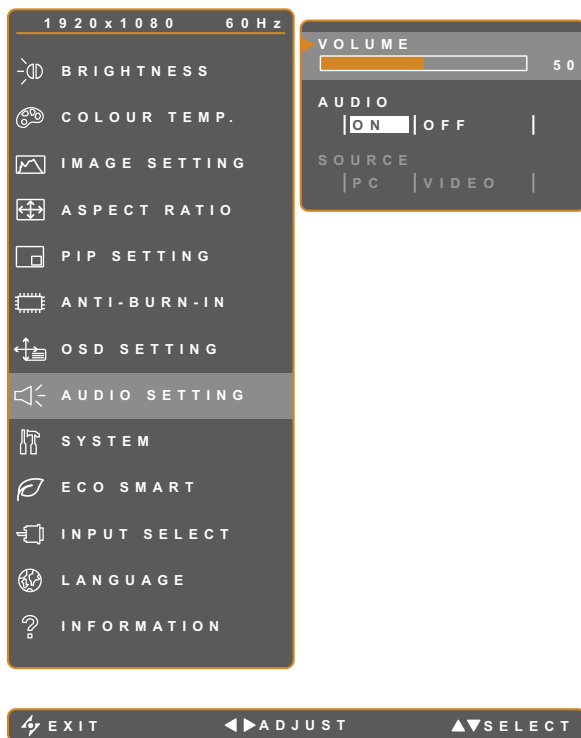 1920x1080 60Hz
BRIGHTNESS
COLOUR TEMP.
IMAGE SETTING
ASPECT RATIO
PIP SETTING
ANTI-BURN-IN
OSD SETTING
AUDIO SETTING
SYSTEM
ECO SMART
INPUT SELECT
LANGUAGE
INFORMATION
VOLUME
50
AUDIO
ON OFF
SOURCE
PC VIDEO
EXIT ADJUST SELECT